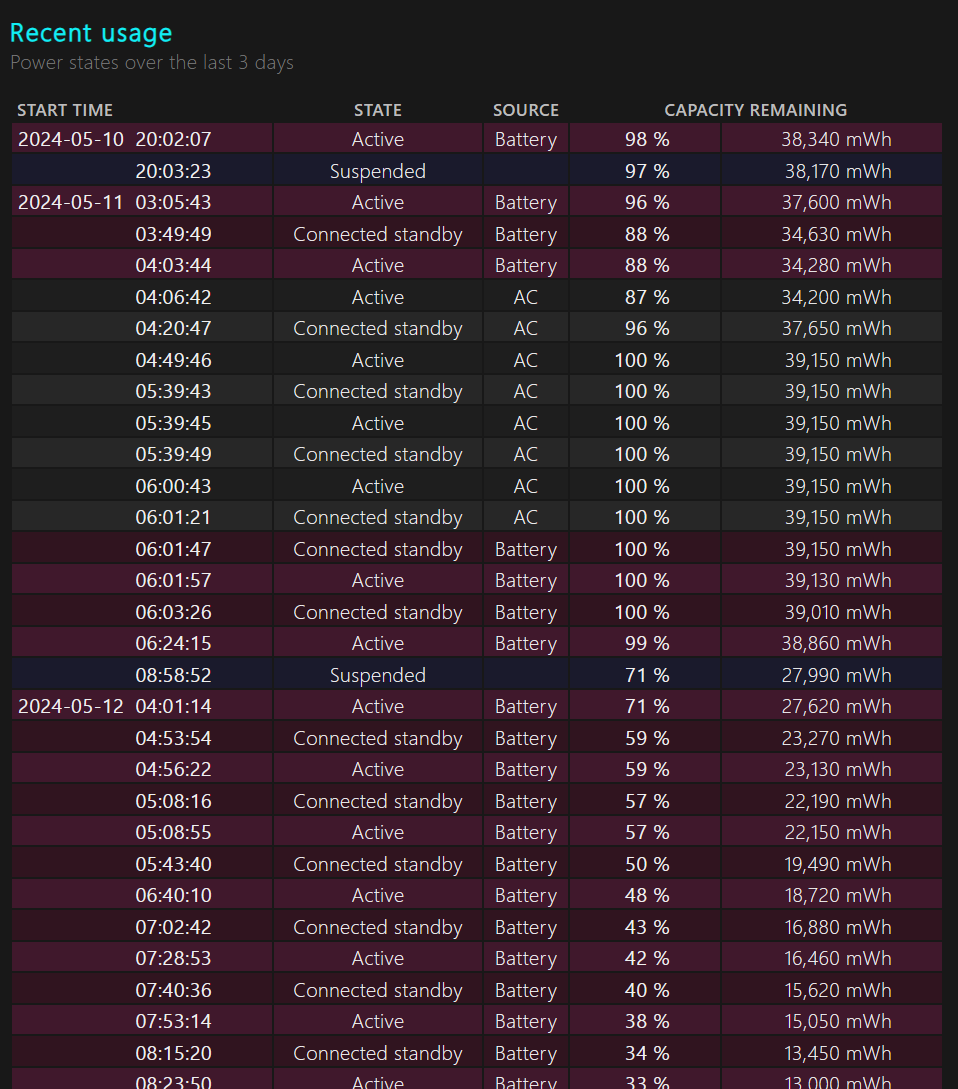 Recent usage
Power states over the last 3 days
START TIME STATE SOURCE CAPACITY REMAINING
2024-05-10 20:02:07 Active Battery 98 % 38,340 mWh
20:03:23 Suspended 97 % 38,170 mWh
2024-05-11 03:05:43 Active Battery 96 % 37,600 mWh
03:49:49 Connected standby Battery 88 % 34,630 mWh
04:03:44 Active Battery 88 % 34,280 mWh
04:06:42 Active AC 87 % 34,200 mWh
04:20:47 Connected standby AC 96 % 37,650 mWh
04:49:46 Active AC 100 % 39,150 mWh
05:39:43 Connected standby AC 100 % 39,150 mWh
05:39:45 Active AC 100 % 39,150 mWh
05:39:49 Connected standby AC 100 % 39,150 mWh
06:00:43 Active AC 100 % 39,150 mWh
06:01:21 Connected standby AC 100 % 39,150 mWh
06:01:47 Connected standby Battery 100 % 39,150 mWh
06:01:57 Active Battery 100 % 39,130 mWh
06:03:26 Connected standby Battery 100 % 39,010 mWh
06:24:15 Active Battery 99 % 38,860 mWh
08:58:52 Suspended 71 % 27,990 mWh
2024-05-12 04:01:14 Active Battery 71 % 27,620 mWh
04:53:54 Connected standby Battery 59 % 23,270 mWh
04:56:22 Active Battery 59 % 23,130 mWh
05:08:16 Connected standby Battery 57 % 22,190 mWh
05:08:55 Active Battery 57 % 22,150 mWh
05:43:40 Connected standby Battery 50 % 19,490 mWh
06:40:10 Active Battery 48 % 18,720 mWh
07:02:42 Connected standby Battery 43 % 16,880 mWh
07:28:53 Active Battery 42 % 16,460 mWh
07:40:36 Connected standby Battery 40 % 15,620 mWh
07:53:14 Active Battery 38 % 15,050 mWh
08:15:20 Connected standby Battery 34 % 13,450 mWh
08:23:50 Active Battery 33 % 13,000 mWh